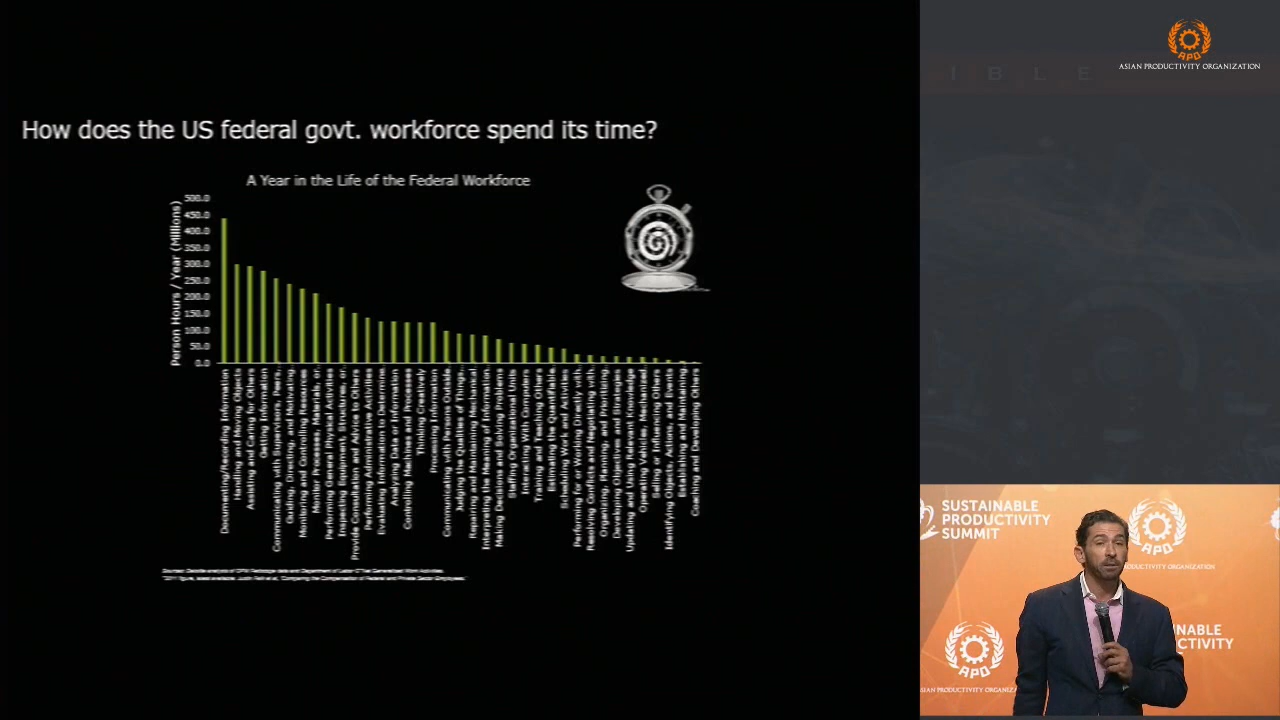 How does the US federal govt. workforce spend its time?
A Year in the Life of the Federal Workforce
Person Hours / Year (Millions)
500.0
450.0
400.0
350.0
300.0
250.0
200.0
150.0
100.0
50.0
0.0
Documenting/Recording Information
Handling and Moving Objects
Assisting and Caring for Others
Getting Information
Communicating with Supervisors, Peers,
Guiding, Directing, and Motivating
Monitoring and Controlling Resources
Monitor Processes, Materials, or
Performing General Physical Activities
Inspecting Equipment, Structures, or
Provide Consultation and Advice to Others
Performing Administrative Activities
Evaluating Information to Determine
Analyzing Data or Information
Controlling Machines and Processes
Thinking Creatively
Processing Information
Communicating with Persons Outside
Judging the Qualities of Things,
Repairing and Maintaining Mechanical
Interpreting the Meaning of Information
Making Decisions and Solving Problems
Staffing Organizational Units
Interacting With Computers
Training and Teaching Others
Estimating the Quantifiable
Scheduling Work and Activities
Performing for or Working Directly with
Resolving Conflicts and Negotiating with
Organizing, Planning, and Prioritizing
Developing Objectives and Strategies
Updating and Using Relevant Knowledge
Operating Vehicles, Mechanized
Selling or Influencing Others
Identifying Objects, Actions, and Events
Establishing and Maintaining
Coaching and Developing Others
I B L E
APO
ASIAN PRODUCTIVITY ORGANIZATION
SUSTAINABLE
PRODUCTIVITY
SUMMIT
APO
PRODUCTIVITY ORGANIZATION
NABLE
CTIVITY
APO
ASIAN PRODUCTIVITY ORGANIZ